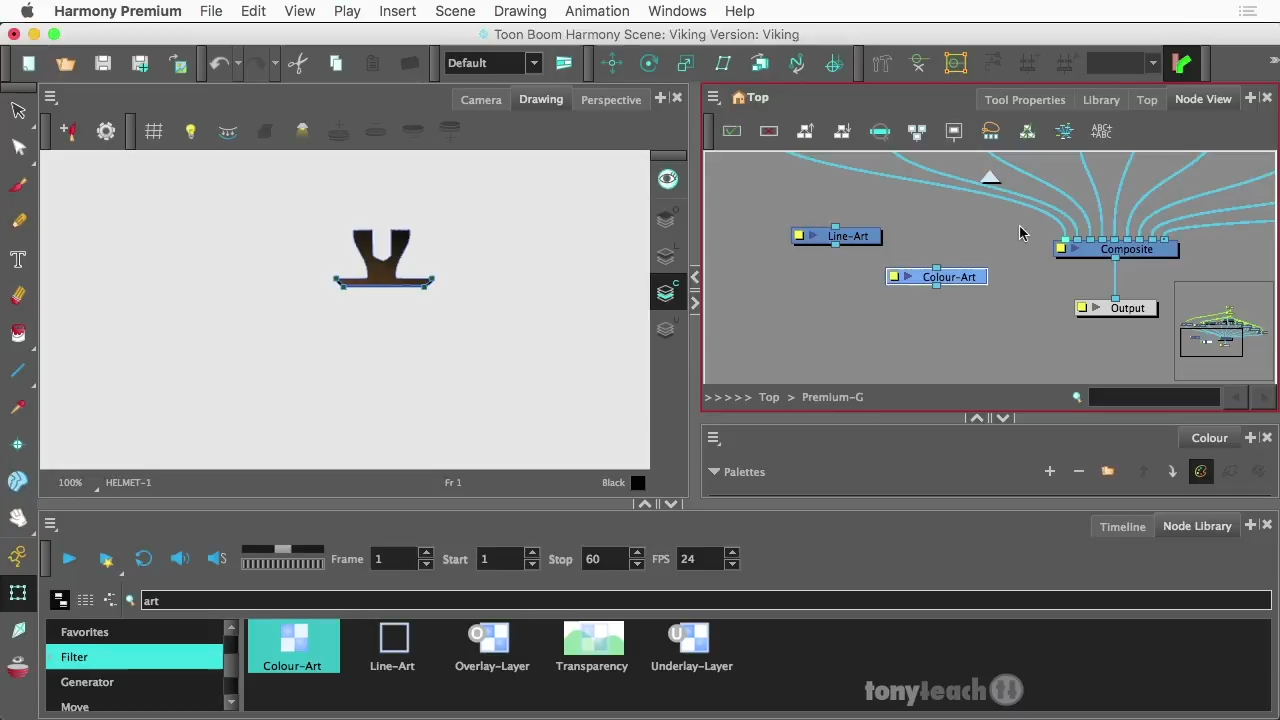 Harmony Premium File Edit View Play Insert Scene Drawing Animation Windows Help
Toon Boom Harmony Scene: Viking Version: Viking
Default
Camera Drawing Perspective
Top Tool Properties Library Top Node View
ABC+
+ABC
O
L
C
U
Line-Art
Colour-Art
Composite
Output
>>>>> Top > Premium-G
100% HELMET-1 Fr 1 Black
Colour
Palettes
Timeline Node Library
S Frame 1 Start 1 Stop 60 FPS 24
art
Favorites
Filter
Generator
Move
O U
Colour-Art Line-Art Overlay-Layer Transparency Underlay-Layer
tonyteach